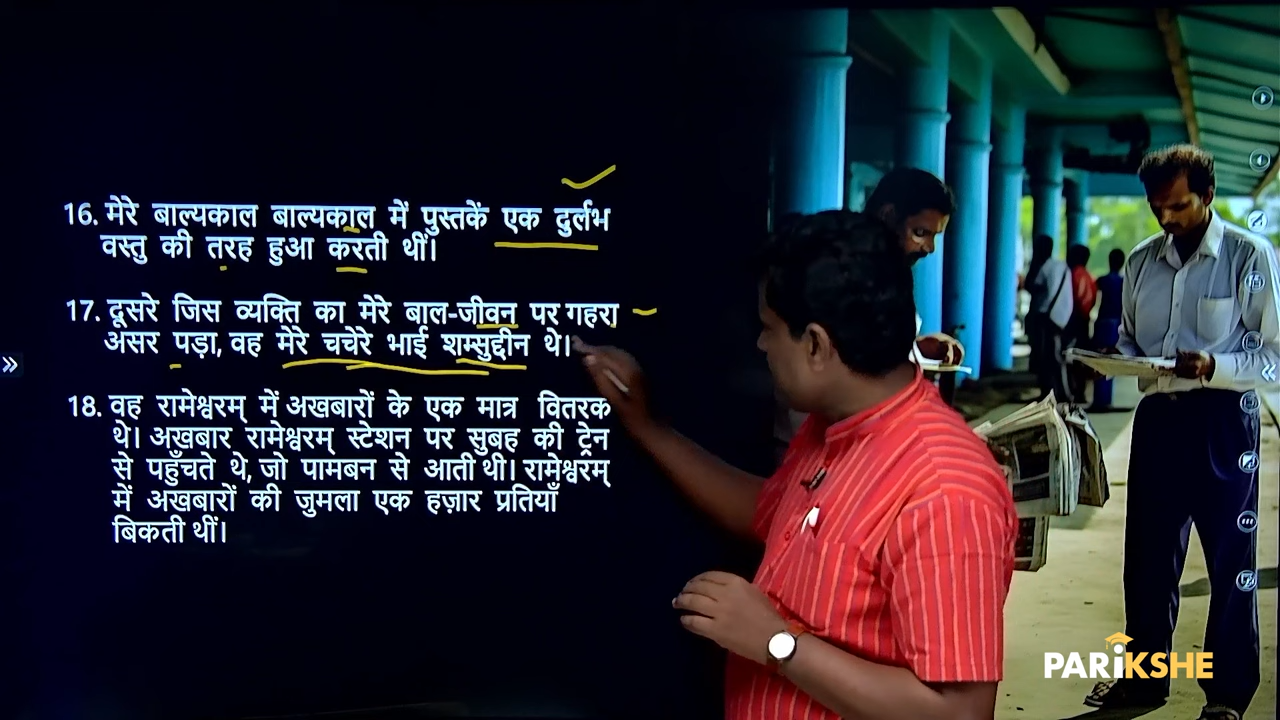 16. मेरे बाल्यकाल बाल्यकाल में पुस्तकें एक दुर्लभ
वस्तु की तरह हुआ करती थीं।
17. दूसरे जिस व्यक्ति का मेरे बाल-जीवन पर गहरा
असर पड़ा, वह मेरे चचेरे भाई शम्सुद्दीन थे।
18. वह रामेश्वरम् में अखबारों के एक मात्र वितरक
थे। अखबार रामेश्वरम् स्टेशन पर सुबह की ट्रेन
से पहुँचते थे, जो पामबन से आती थी। रामेश्वरम्
में अखबारों की जुमला एक हज़ार प्रतियाँ
बिकती थीं।
PARIKSHE